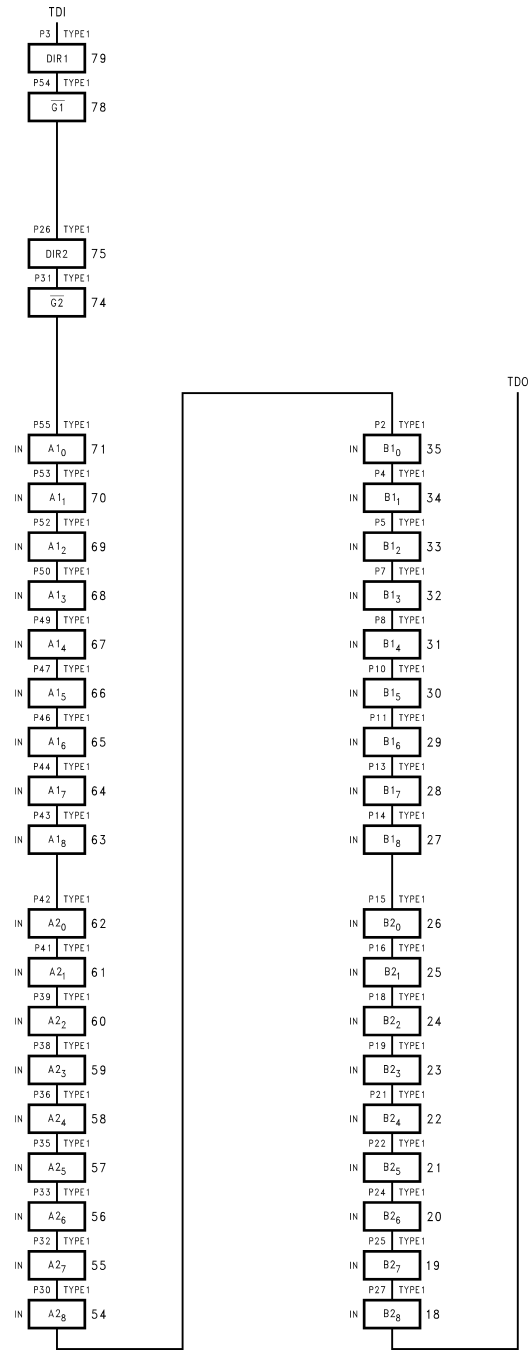 TDI
P3 TYPE1
DIR1 79
P54 TYPE1
G1 78
P26 TYPE1
DIR2 75
P31 TYPE1
G2 74
P55 TYPE1
IN A1₀ 71
P53 TYPE1
IN A1₁ 70
P52 TYPE1
IN A1₂ 69
P50 TYPE1
IN A1₃ 68
P49 TYPE1
IN A1₄ 67
P47 TYPE1
IN A1₅ 66
P46 TYPE1
IN A1₆ 65
P44 TYPE1
IN A1₇ 64
P43 TYPE1
IN A1₈ 63
P42 TYPE1
IN A2₀ 62
P41 TYPE1
IN A2₁ 61
P39 TYPE1
IN A2₂ 60
P38 TYPE1
IN A2₃ 59
P36 TYPE1
IN A2₄ 58
P35 TYPE1
IN A2₅ 57
P33 TYPE1
IN A2₆ 56
P32 TYPE1
IN A2₇ 55
P30 TYPE1
IN A2₈ 54
P2 TYPE1
IN B1₀ 35
P4 TYPE1
IN B1₁ 34
P5 TYPE1
IN B1₂ 33
P7 TYPE1
IN B1₃ 32
P8 TYPE1
IN B1₄ 31
P10 TYPE1
IN B1₅ 30
P11 TYPE1
IN B1₆ 29
P13 TYPE1
IN B1₇ 28
P14 TYPE1
IN B1₈ 27
P15 TYPE1
IN B2₀ 26
P16 TYPE1
IN B2₁ 25
P18 TYPE1
IN B2₂ 24
P19 TYPE1
IN B2₃ 23
P21 TYPE1
IN B2₄ 22
P22 TYPE1
IN B2₅ 21
P24 TYPE1
IN B2₆ 20
P25 TYPE1
IN B2₇ 19
P27 TYPE1
IN B2₈ 18
TDO